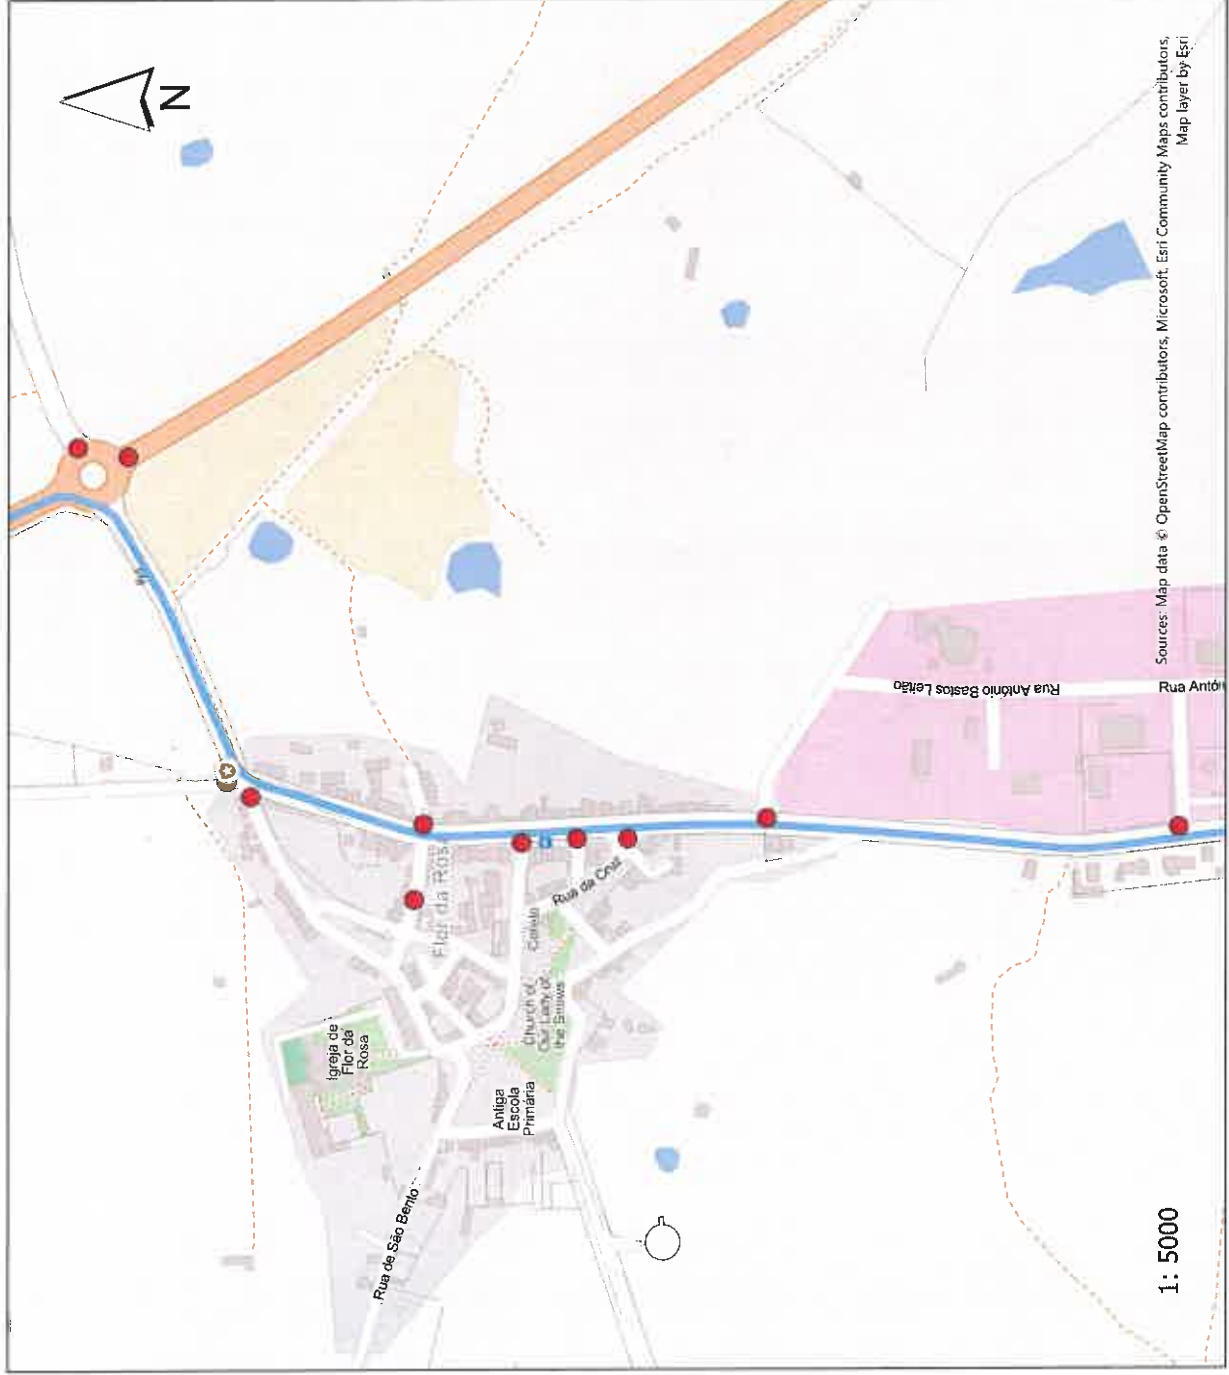 N
Sources: Map data © OpenStreetMap contributors, Microsoft, Esri Community Maps contributors,
Map layer by Esri
Rua António Bastos Leitão
Rua Antó
Flor da Ros
Rua da Cruz
Church of
Our Lady of
the Snows
Igreja de
Flor da
Rosa
Antiga
Escola
Primária
Rua de São Bento
1: 5000